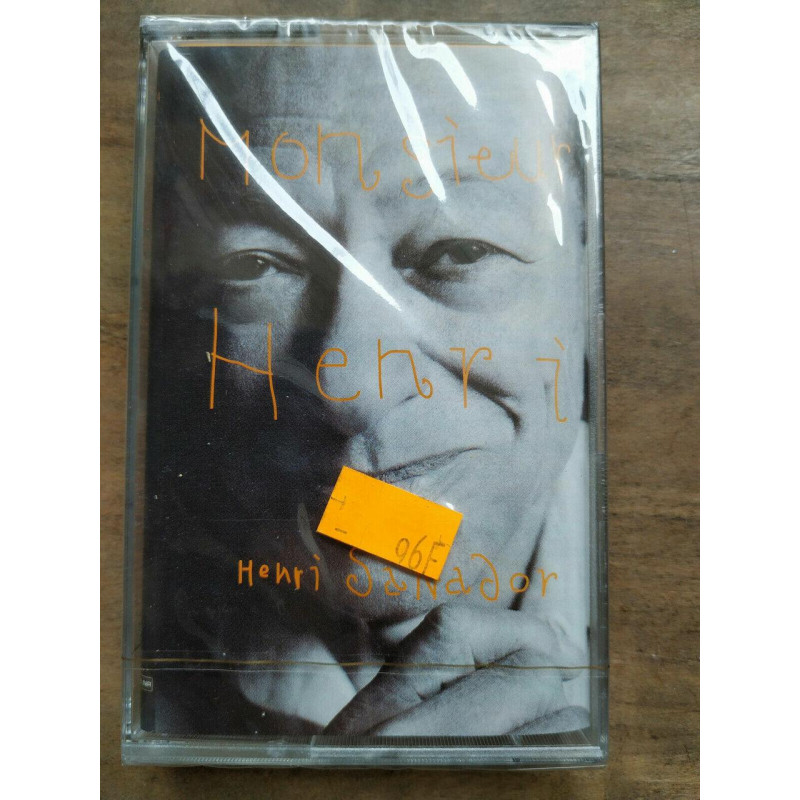 Monsieur
Henri
96F
Henri SalVador